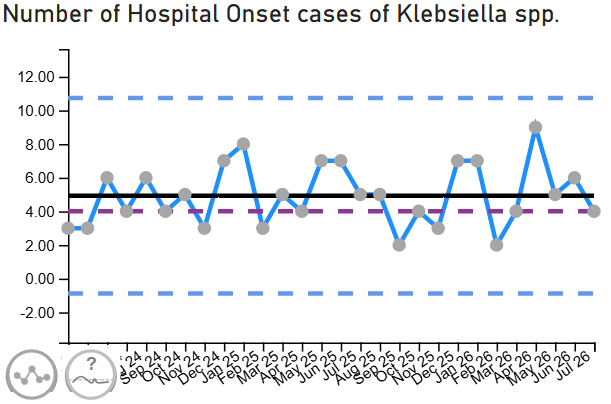 Number of Hospital Onset cases of Klebsiella spp.
12.00
10.00
8.00
6.00
4.00
2.00
0.00
-2.00
24
Sep 24
Oct 24
Nov 24
Dec 24
Jan 25
Feb 25
Mar 25
Apr 25
May 25
Jun 25
Jul 25
Aug 25
Sep 25
Oct 25
Nov 25
Dec 25
Jan 26
Feb 26
Mar 26
Apr 26
May 26
Jun 26
Jul 26
?